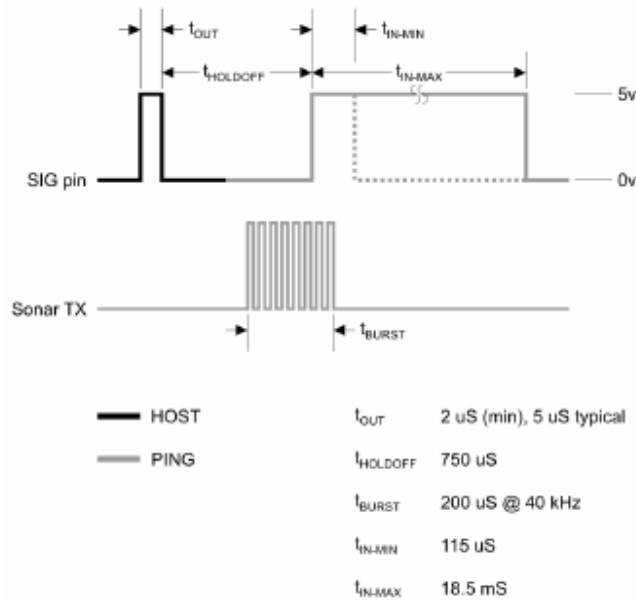 tOUT
tIN-MIN
tHOLDOFF
tIN-MAX
5v
SIG pin
0v
Sonar TX
tBURST
HOST
tOUT 2 uS (min), 5 uS typical
PING
tHOLDOFF 750 uS
tBURST 200 uS @ 40 kHz
tIN-MIN 115 uS
tIN-MAX 18.5 mS